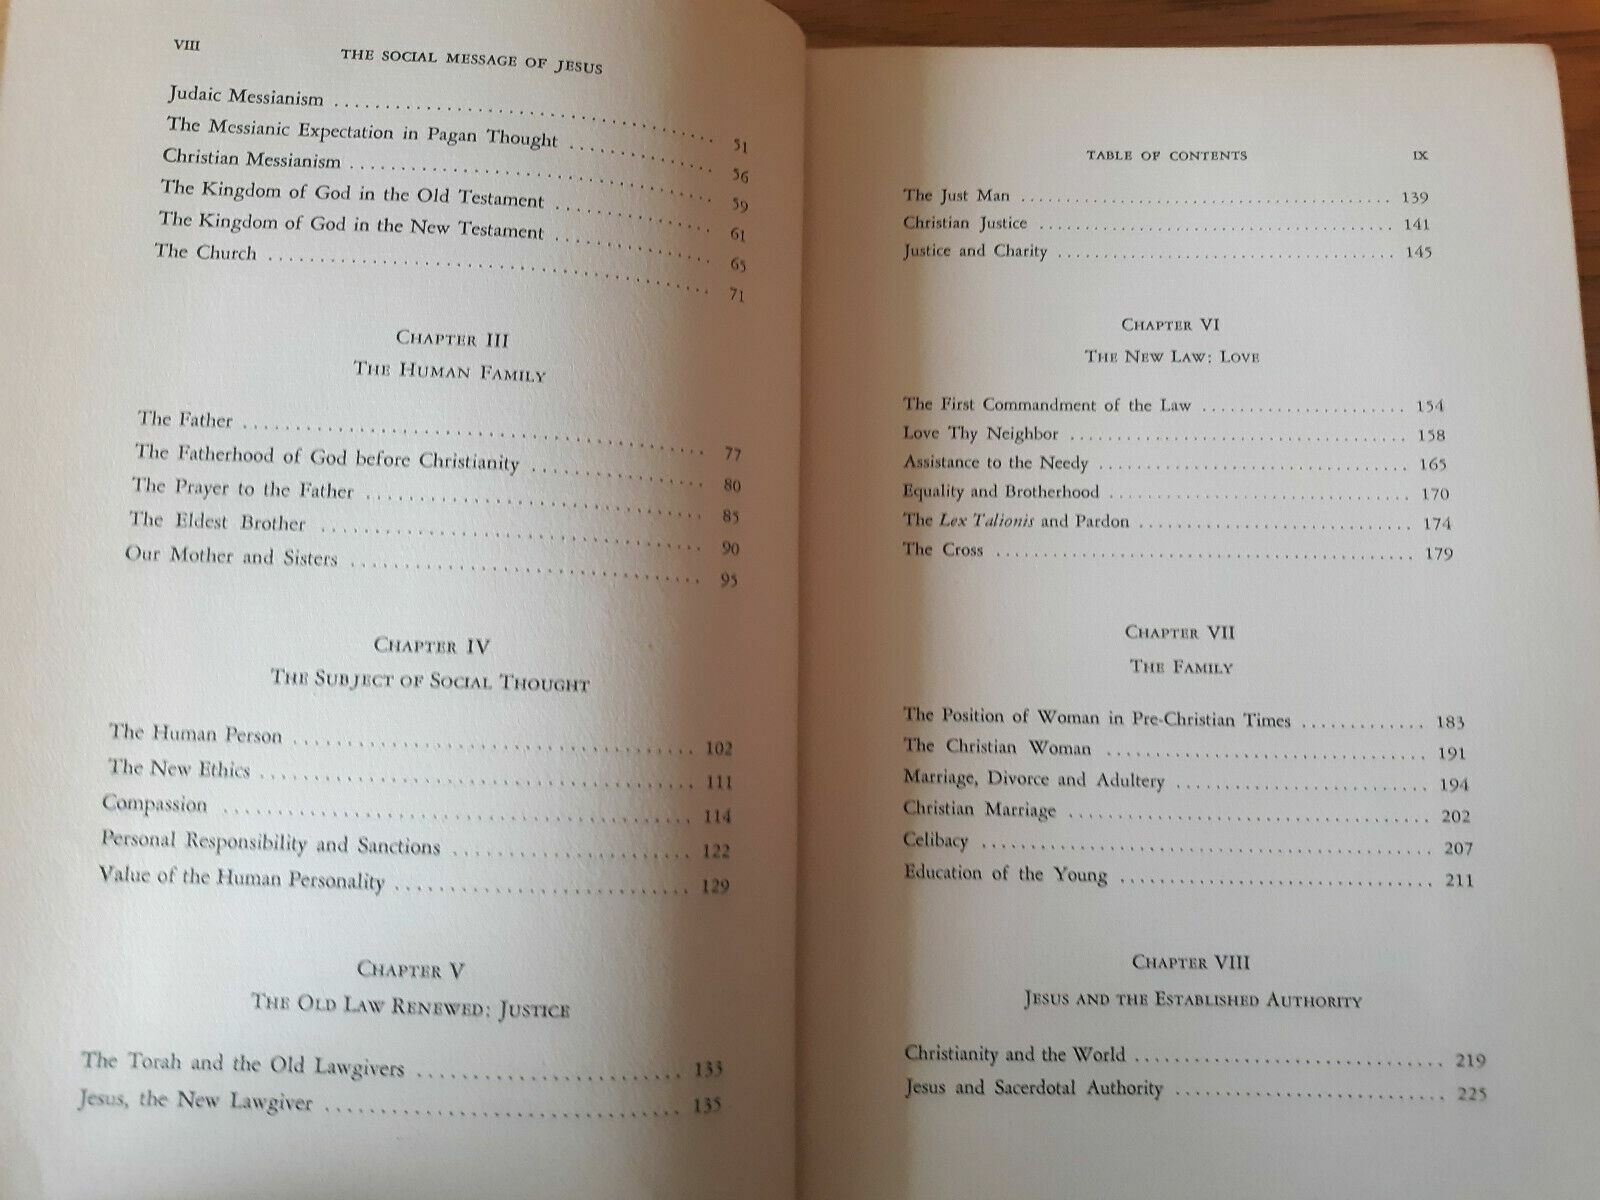 VIII THE SOCIAL MESSAGE OF JESUS
Judaic Messianism . . . . . 51
The Messianic Expectation in Pagan Thought . . . . . 56
Christian Messianism . . . . . 59
The Kingdom of God in the Old Testament . . . . . 61
The Kingdom of God in the New Testament . . . . . 65
The Church . . . . . 71
CHAPTER III
THE HUMAN FAMILY
The Father . . . . . 77
The Fatherhood of God before Christianity . . . . . 80
The Prayer to the Father . . . . . 85
The Eldest Brother . . . . . 90
Our Mother and Sisters . . . . . 95
CHAPTER IV
THE SUBJECT OF SOCIAL THOUGHT
The Human Person . . . . . 102
The New Ethics . . . . . 111
Compassion . . . . . 114
Personal Responsibility and Sanctions . . . . . 122
Value of the Human Personality . . . . . 129
CHAPTER V
THE OLD LAW RENEWED: JUSTICE
The Torah and the Old Lawgivers . . . . . 133
Jesus, the New Lawgiver . . . . . 135
TABLE OF CONTENTS IX
The Just Man . . . . . 139
Christian Justice . . . . . 141
Justice and Charity . . . . . 145
CHAPTER VI
THE NEW LAW: LOVE
The First Commandment of the Law . . . . . 154
Love Thy Neighbor . . . . . 158
Assistance to the Needy . . . . . 165
Equality and Brotherhood . . . . . 170
The Lex Talionis and Pardon . . . . . 174
The Cross . . . . . 179
CHAPTER VII
THE FAMILY
The Position of Woman in Pre-Christian Times . . . . . 183
The Christian Woman . . . . . 191
Marriage, Divorce and Adultery . . . . . 194
Christian Marriage . . . . . 202
Celibacy . . . . . 207
Education of the Young . . . . . 211
CHAPTER VIII
JESUS AND THE ESTABLISHED AUTHORITY
Christianity and the World . . . . . 219
Jesus and Sacerdotal Authority . . . . . 225